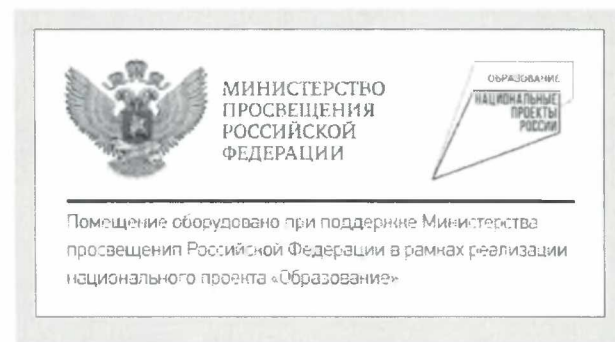 МИНИСТЕРСТВО
ПРОСВЕЩЕНИЯ
РОССИЙСКОЙ
ФЕДЕРАЦИИ
ОБРАЗОВАНИЕ
НАЦИОНАЛЬНЫЕ
ПРОЕКТЫ
РОССИИ
Помещение оборудовано при поддержке Министерства
просвещения Российской Федерации в рамках реализации
национального проекта «Образование»